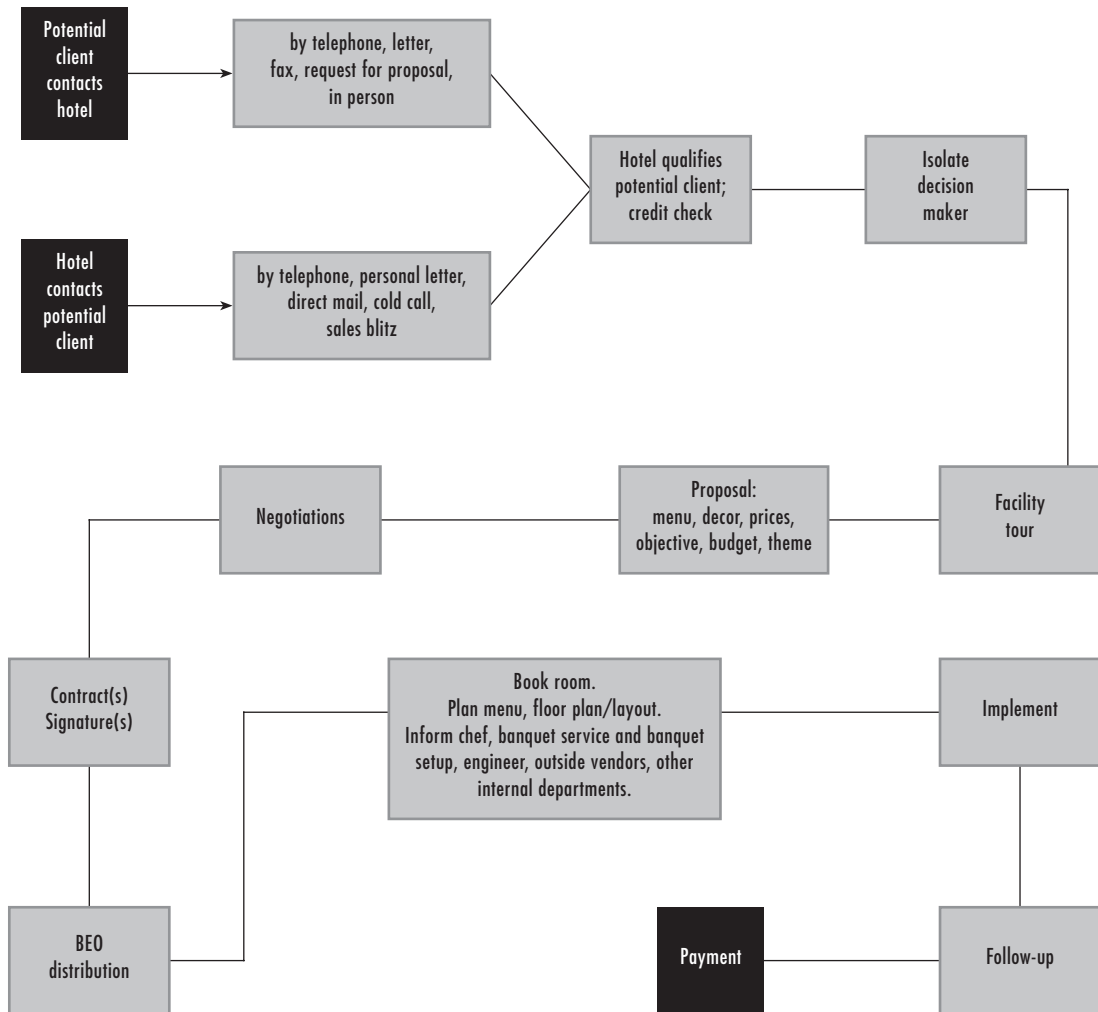 Potential
client
contacts
hotel
by telephone, letter,
fax, request for proposal,
in person
Hotel
contacts
potential
client
by telephone, personal letter,
direct mail, cold call,
sales blitz
Hotel qualifies
potential client;
credit check
Isolate
decision
maker
Facility
tour
Proposal:
menu, decor, prices,
objective, budget, theme
Negotiations
Contract(s)
Signature(s)
BEO
distribution
Book room.
Plan menu, floor plan/layout.
Inform chef, banquet service and banquet
setup, engineer, outside vendors, other
internal departments.
Implement
Follow-up
Payment